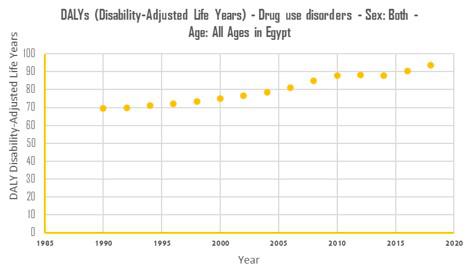 DALYs (Disability-Adjusted Life Years) - Drug use disorders - Sex: Both -
Age: All Ages in Egypt
DALY Disability-Adjusted Life Years
100
90
80
70
60
50
40
30
20
10
0
1985 1990 1995 2000 2005 2010 2015 2020
Year